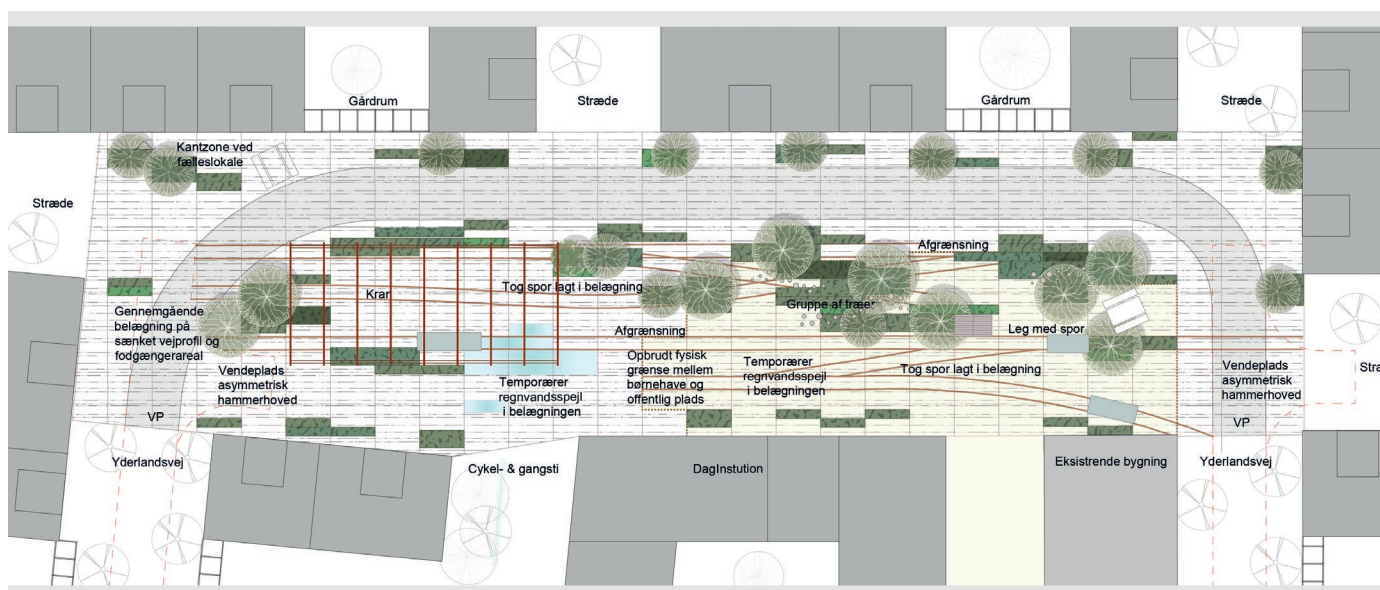 Gårdrum
Stræde
Gårdrum
Stræde
Kantzone ved
fælleslokale
Stræde
Afgrænsning
Tog spor lagt i belægning
Kran
Gruppe af træer
Gennemgående
belægning på
sænket vejprofil og
fodgængerareal
Afgrænsning
Leg med spor
Opbrudt fysisk
grænse mellem
børnehave og
offentlig plads
Temporærer
regnvandsspejl
i belægningen
Tog spor lagt i belægning
Vendeplads
asymmetrisk
hammerhoved
Temporærer
regnvandsspejl
i belægningen
Vendeplads
asymmetrisk
hammerhoved
Stra
VP
VP
Yderlandsvej
Cykel- & gangsti
DagInstution
Eksistrende bygning
Yderlandsvej